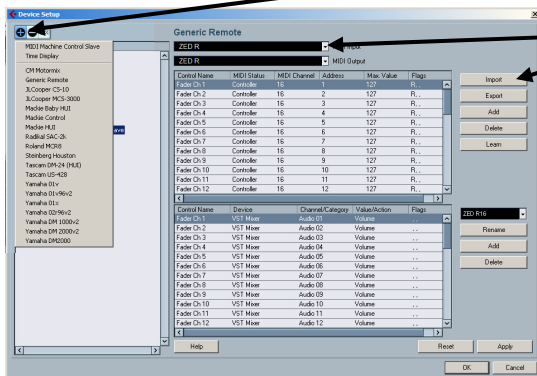 Device Setup
Generic Remote
MIDI Machine Control Slave
Time Display
CM Motormix
Generic Remote
JLCooper CS-10
JLCooper MCS-3000
Mackie Baby HUI
Mackie Control
Mackie HUI
Radikal SAC-2k
Roland MCR8
Steinberg Houston
Tascam DM-24 (HUI)
Tascam US-428
Yamaha 01v
Yamaha 01v96v2
Yamaha 01x
Yamaha 02r96v2
Yamaha DM 1000v2
Yamaha DM 2000v2
Yamaha DM2000
ave
ZED R
Input
ZED R MIDI Output
Control Name MIDI Status MIDI Channel Address Max. Value Flags
Fader Ch 1 Controller 16 1 127 R, ,
Fader Ch 2 Controller 16 2 127 R, ,
Fader Ch 3 Controller 16 3 127 R, ,
Fader Ch 4 Controller 16 4 127 R, ,
Fader Ch 5 Controller 16 5 127 R, ,
Fader Ch 6 Controller 16 6 127 R, ,
Fader Ch 7 Controller 16 7 127 R, ,
Fader Ch 8 Controller 16 8 127 R, ,
Fader Ch 9 Controller 16 9 127 R, ,
Fader Ch 10 Controller 16 10 127 R, ,
Fader Ch 11 Controller 16 11 127 R, ,
Fader Ch 12 Controller 16 12 127 R, ,
Import
Export
Add
Delete
Learn
Control Name Device Channel/Category Value/Action Flags
Fader Ch 1 VST Mixer Audio 01 Volume , ,
Fader Ch 2 VST Mixer Audio 02 Volume , ,
Fader Ch 3 VST Mixer Audio 03 Volume , ,
Fader Ch 4 VST Mixer Audio 04 Volume , ,
Fader Ch 5 VST Mixer Audio 05 Volume , ,
Fader Ch 6 VST Mixer Audio 06 Volume , ,
Fader Ch 7 VST Mixer Audio 07 Volume , ,
Fader Ch 8 VST Mixer Audio 08 Volume , ,
Fader Ch 9 VST Mixer Audio 09 Volume , ,
Fader Ch 10 VST Mixer Audio 10 Volume , ,
Fader Ch 11 VST Mixer Audio 11 Volume , ,
Fader Ch 12 VST Mixer Audio 12 Volume , ,
ZED R16
Rename
Add
Delete
Help Reset Apply
OK Cancel